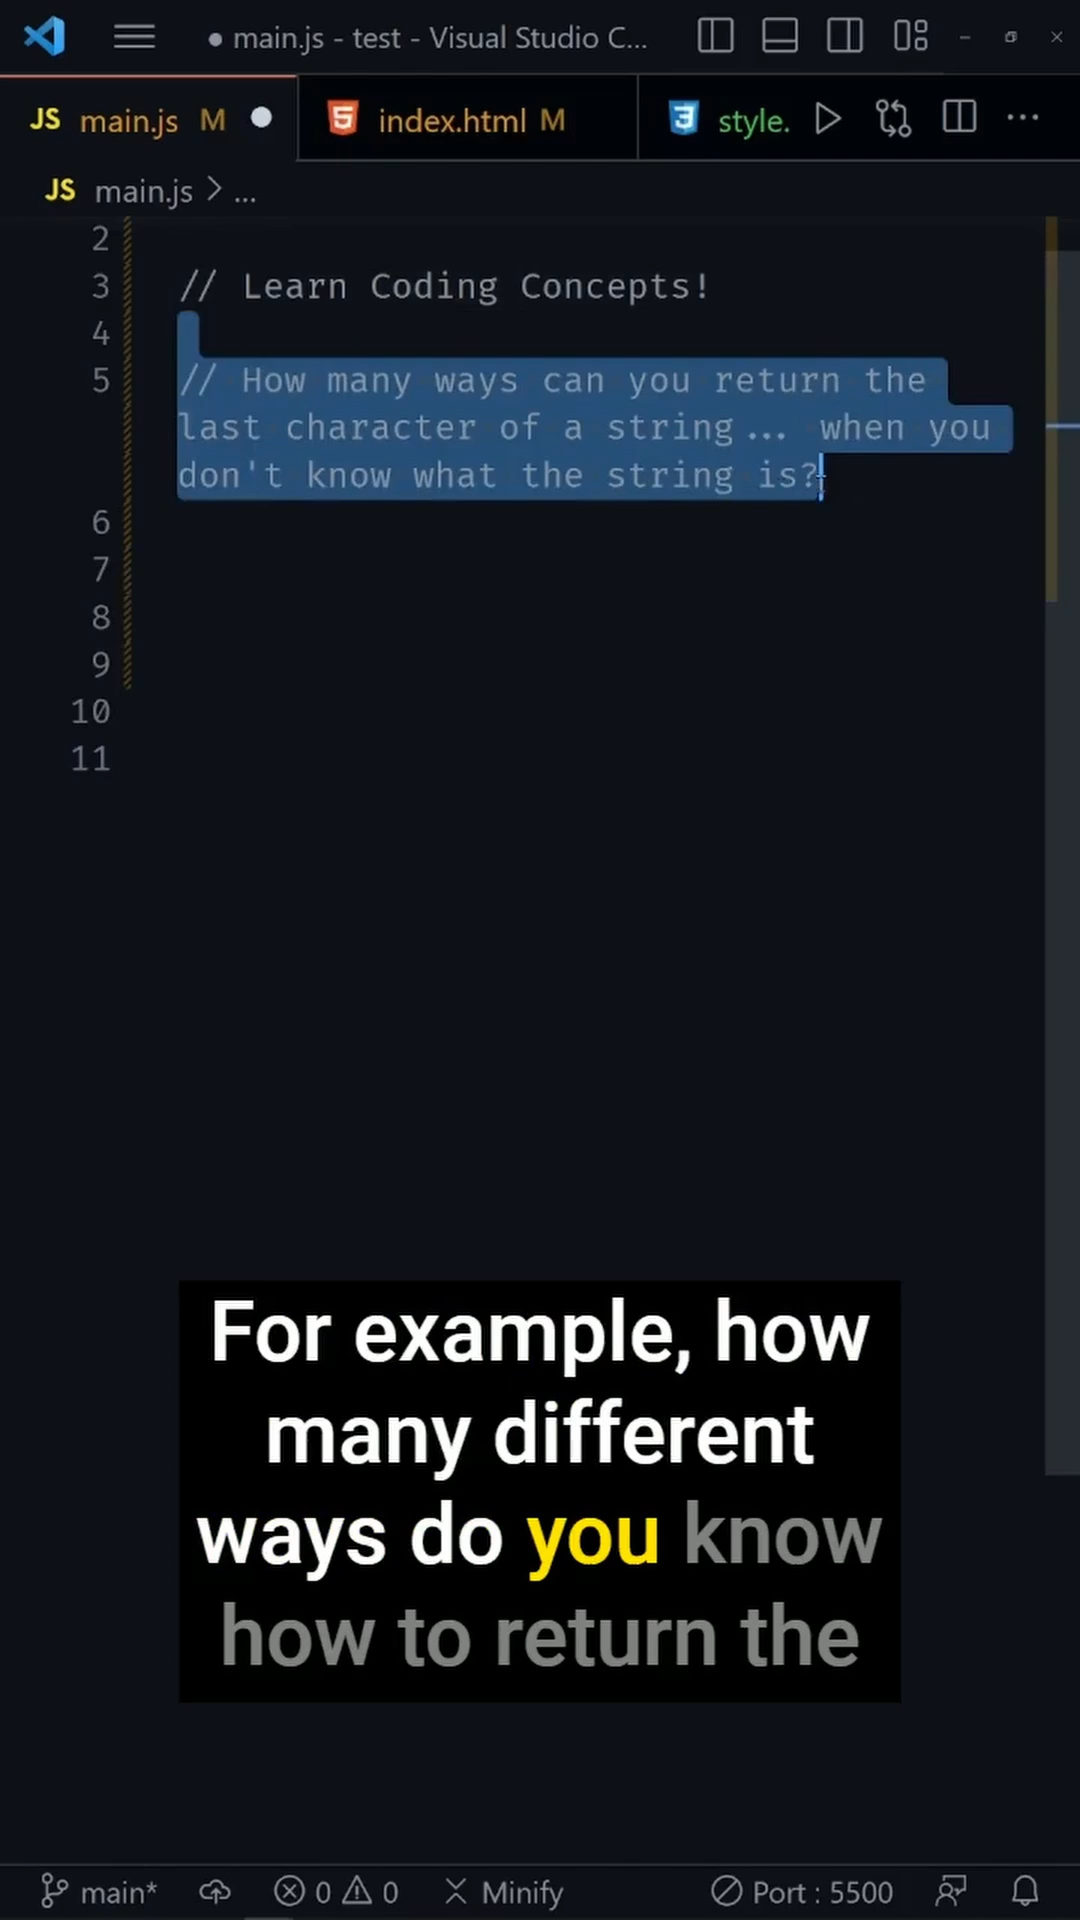 main.js - test - Visual Studio C...
JS main.js M
index.html M
style.
JS main.js > ...
2
3 // Learn Coding Concepts!
4
5 // How many ways can you return the
last character of a string... when you
don't know what the string is?
6
7
8
9
10
11
For example, how
many different
ways do you know
how to return the
main* 0 0 Minify Port : 5500